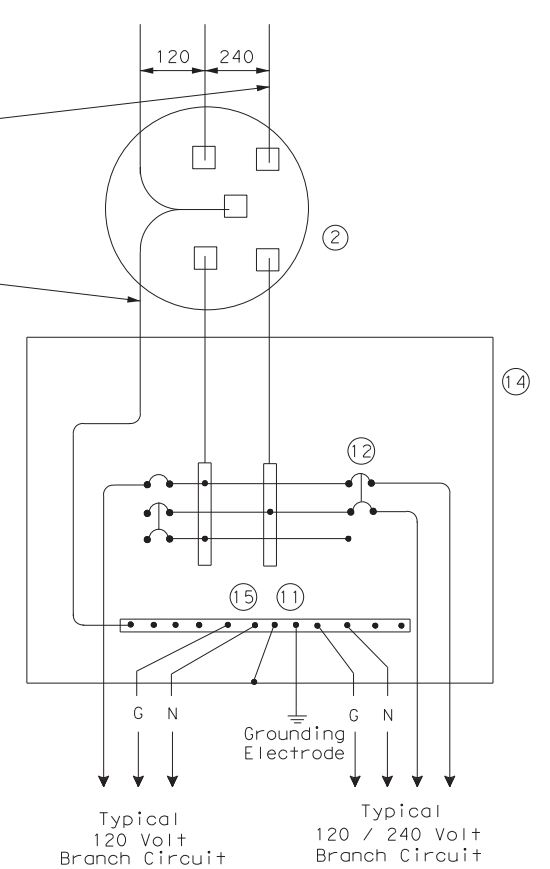 120 240
2
14
12
15 11
G N
G N
Grounding
Electrode
Typical
120 Volt
Branch Circuit
Typical
120 / 240 Volt
Branch Circuit